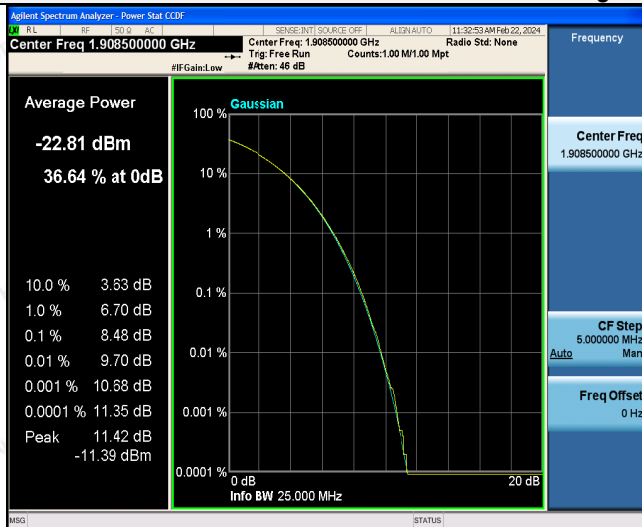 Agilent Spectrum Analyzer - Power Stat CCDF
LXI RL RF 50 Ω AC SENSE:INT SOURCE OFF ALIGN AUTO 11:32:53 AM Feb 22, 2024
Center Freq 1.908500000 GHz
Center Freq: 1.908500000 GHz Radio Std: None
Trig: Free Run Counts:1.00 M/1.00 Mpt
#IFGain:Low #Atten: 46 dB
Frequency
Average Power
-22.81 dBm
36.64 % at 0dB
10.0 % 3.83 dB
1.0 % 6.70 dB
0.1 % 8.48 dB
0.01 % 9.70 dB
0.001 % 10.88 dB
0.0001 % 11.35 dB
Peak 11.42 dB
-11.39 dBm
Gaussian
100 %
10 %
1 %
0.1 %
0.01 %
0.001 %
0.0001 %
0 dB 20 dB
Info BW 25.000 MHz
Center Freq
1.908500000 GHz
CF Step
5.000000 MHz
Auto Man
Freq Offset
0 Hz
MSG STATUS